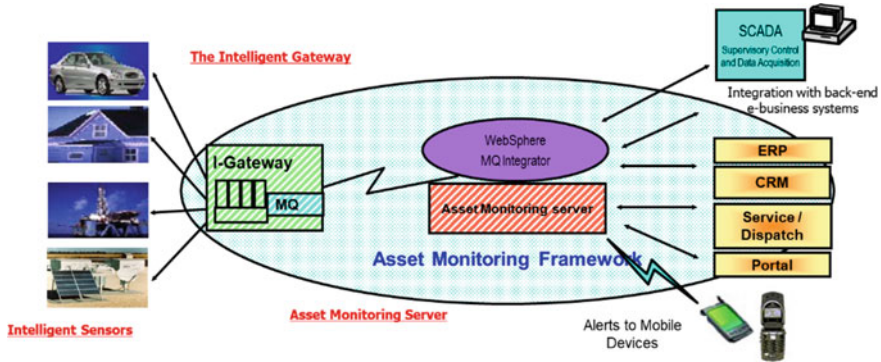 The Intelligent Gateway
SCADA
Supervisory Control
and Data Acquisition
Integration with back-end
e-business systems
I-Gateway
MQ
WebSphere
MQ Integrator
Asset Monitoring server
ERP
CRM
Service /
Dispatch
Portal
Asset Monitoring Framework
Intelligent Sensors
Asset Monitoring Server
Alerts to Mobile
Devices